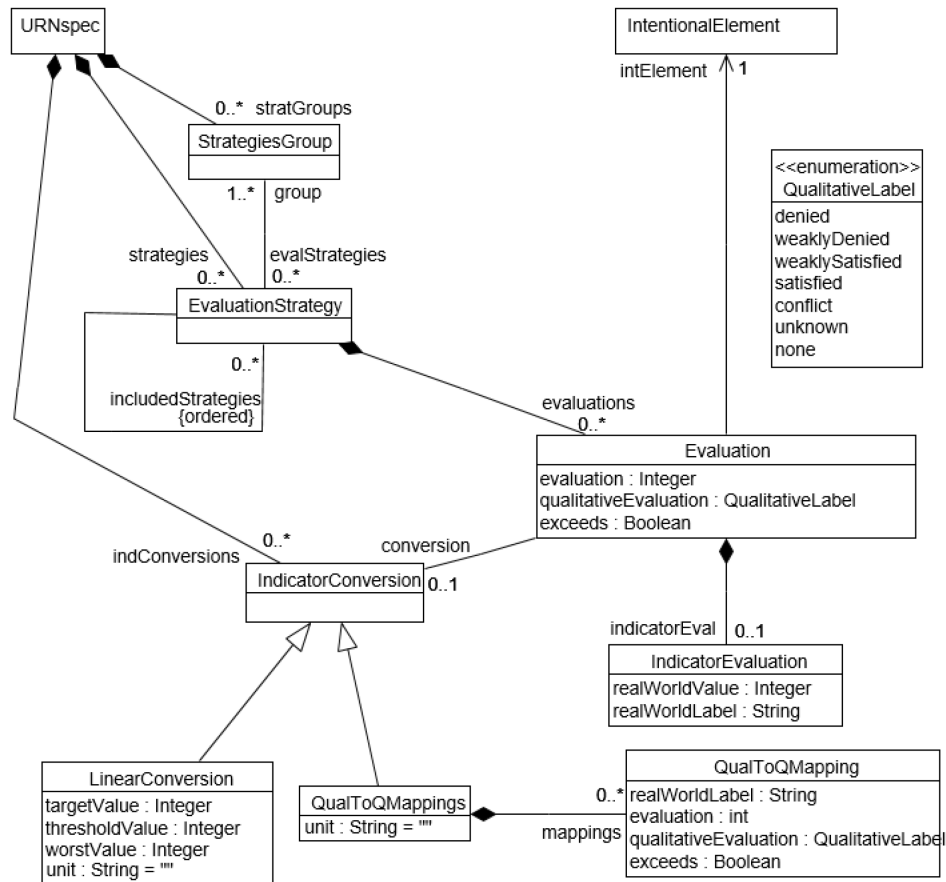 URNspec
IntentionalElement
intElement 1
0..* stratGroups
StrategiesGroup
1..* group
<<enumeration>>
QualitativeLabel
denied
weaklyDenied
weaklySatisfied
satisfied
conflict
unknown
none
strategies evalStrategies
0..* 0..*
EvaluationStrategy
0..*
includedStrategies
{ordered}
evaluations
0..*
Evaluation
evaluation : Integer
qualitativeEvaluation : QualitativeLabel
exceeds : Boolean
0..* conversion
indConversions
IndicatorConversion 0..1
indicatorEval 0..1
IndicatorEvaluation
realWorldValue : Integer
realWorldLabel : String
LinearConversion
targetValue : Integer
thresholdValue : Integer
worstValue : Integer
unit : String = ""
QualToQMappings
unit : String = ""
0..*
mappings
QualToQMapping
realWorldLabel : String
evaluation : int
qualitativeEvaluation : QualitativeLabel
exceeds : Boolean